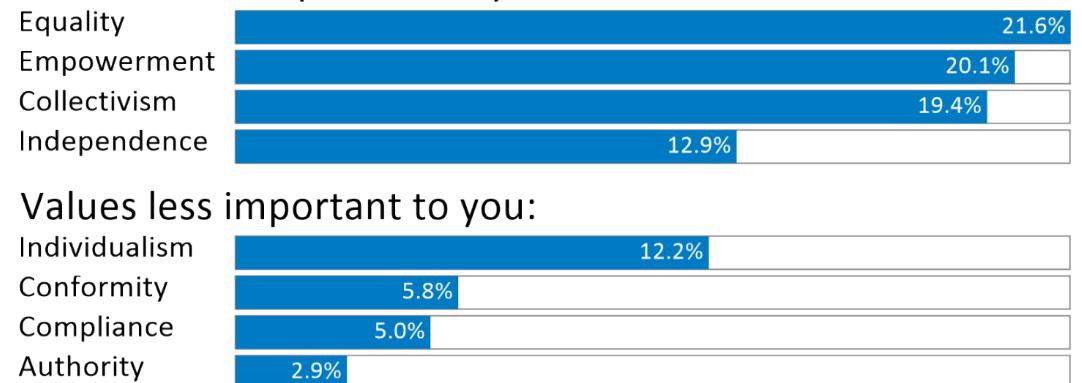 Equality 21.6%
Empowerment 20.1%
Collectivism 19.4%
Independence 12.9%
Values less important to you:
Individualism 12.2%
Conformity 5.8%
Compliance 5.0%
Authority 2.9%